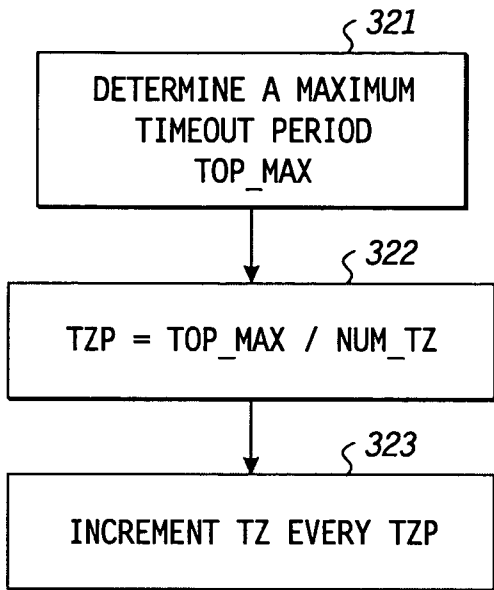 321
DETERMINE A MAXIMUM
TIMEOUT PERIOD
TOP_MAX
322
TZP = TOP_MAX / NUM_TZ
323
INCREMENT TZ EVERY TZP